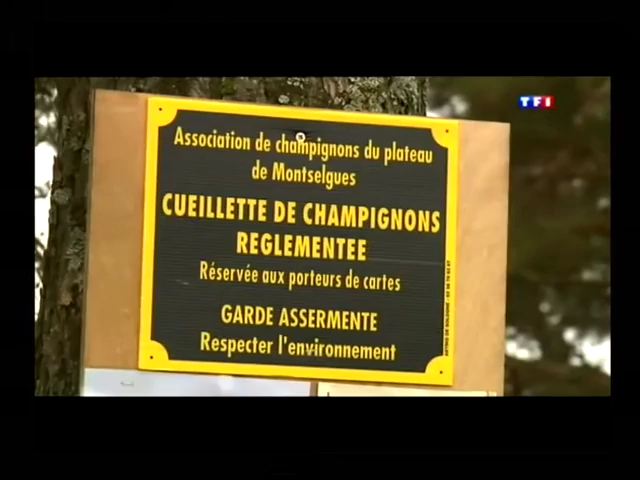 TF1
Association de champignons du plateau
de Montselgues
CUEILLETTE DE CHAMPIGNONS
REGLEMENTEE
Réservée aux porteurs de cartes
GARDE ASSERMENTE
Respecter l'environnement